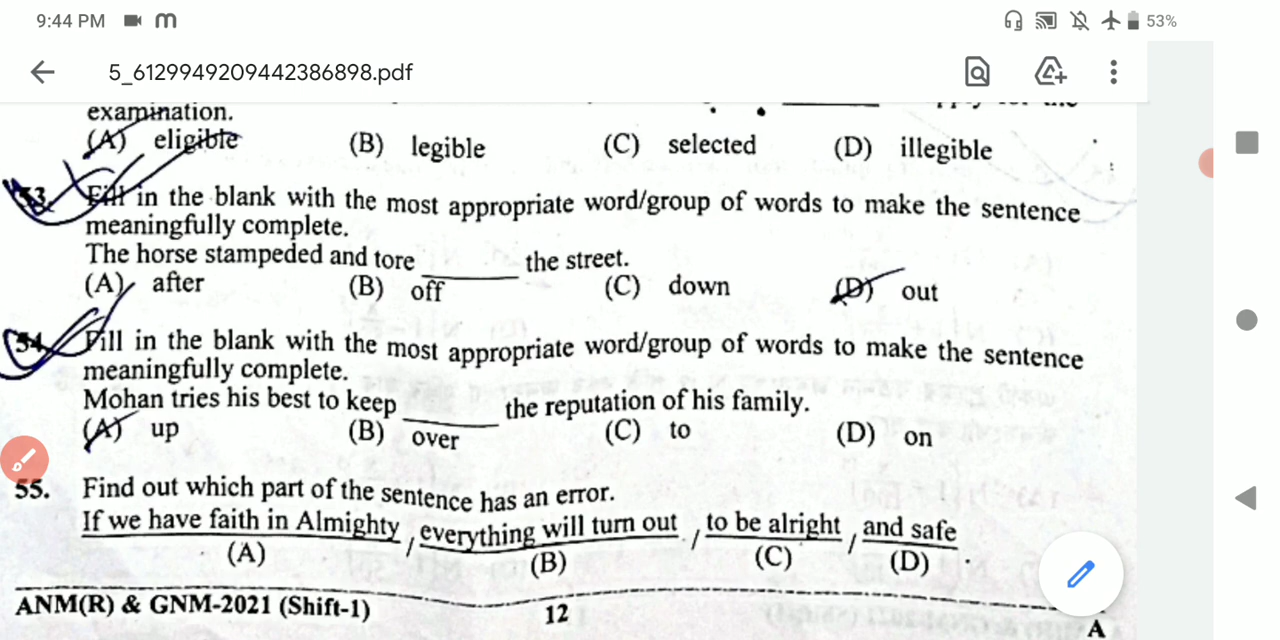 9:44 PM
53%
5_6129949209442386898.pdf
examination.
(A) eligible (B) legible (C) selected (D) illegible
53. Fill in the blank with the most appropriate word/group of words to make the sentence
meaningfully complete.
The horse stampeded and tore ______ the street.
(A) after (B) off (C) down (D) out
54. Fill in the blank with the most appropriate word/group of words to make the sentence
meaningfully complete.
Mohan tries his best to keep ______ the reputation of his family.
(A) up (B) over (C) to (D) on
55. Find out which part of the sentence has an error.
If we have faith in Almighty / everything will turn out / to be alright / and safe
(A) (B) (C) (D) .
ANM(R) & GNM-2021 (Shift-1) 12 A